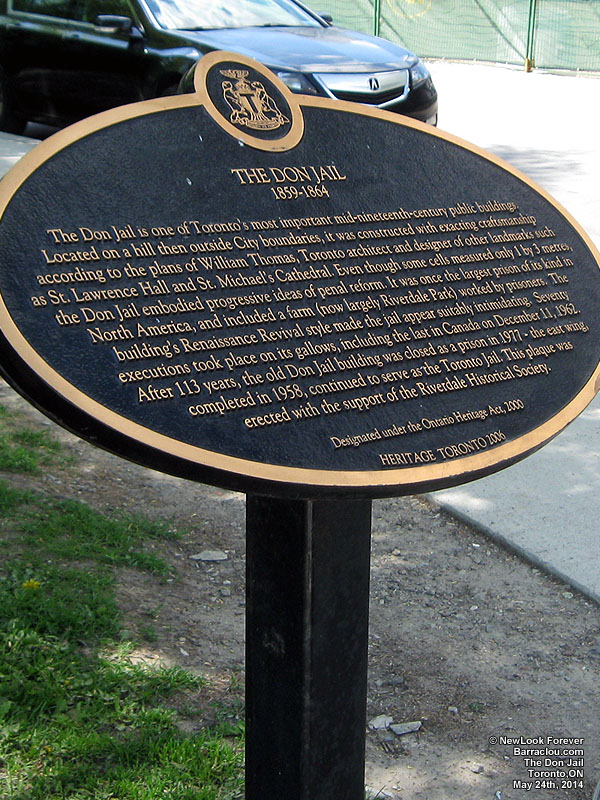 THE DON JAIL
1859-1864
The Don Jail is one of Toronto's most important mid-nineteenth-century public buildings.
Located on a hill then outside City boundaries, it was constructed with exacting craftsmanship
according to the plans of William Thomas, Toronto architect and designer of other landmarks such
as St. Lawrence Hall and St. Michael's Cathedral. Even though some cells measured only 1 by 3 metres,
the Don Jail embodied progressive ideas of penal reform. It was once the largest prison of its kind in
North America, and included a farm (now largely Riverdale Park) worked by prisoners. The
building's Renaissance Revival style made the jail appear suitably intimidating. Seventy
executions took place on its gallows, including the last in Canada on December 11, 1962.
After 113 years, the old Don Jail building was closed as a prison in 1977 - the east wing,
completed in 1958, continued to serve as the Toronto Jail. This plaque was
erected with the support of the Riverdale Historical Society.
Designated under the Ontario Heritage Act, 2000
HERITAGE TORONTO 2006
© NewLook Forever
Barraclou.com
The Don Jail
Toronto,ON
May 24th, 2014